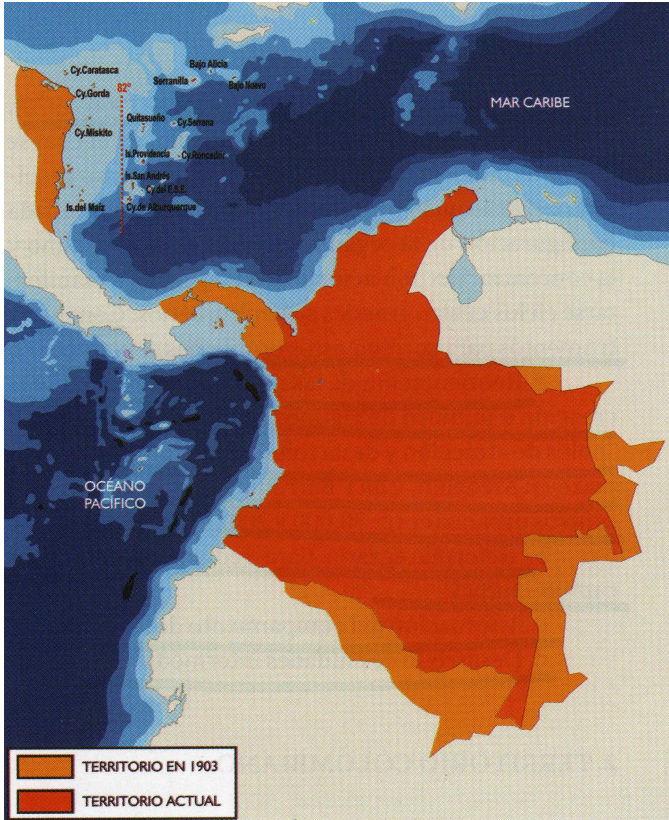 Bajo Alicia
Cy.Caratasca
Serranilla
Bajo Nuevo
Cy.Gorda
82°
MAR CARIBE
Quitasueño
Cy.Serrana
Cy.Miskito
Is.Providencia
Cy.Roncador
Is.San Andrés
Cy.del E.S.E.
Is.del Maíz
Cy.de Alburquerque
OCÉANO
PACÍFICO
TERRITORIO EN 1903
TERRITORIO ACTUAL